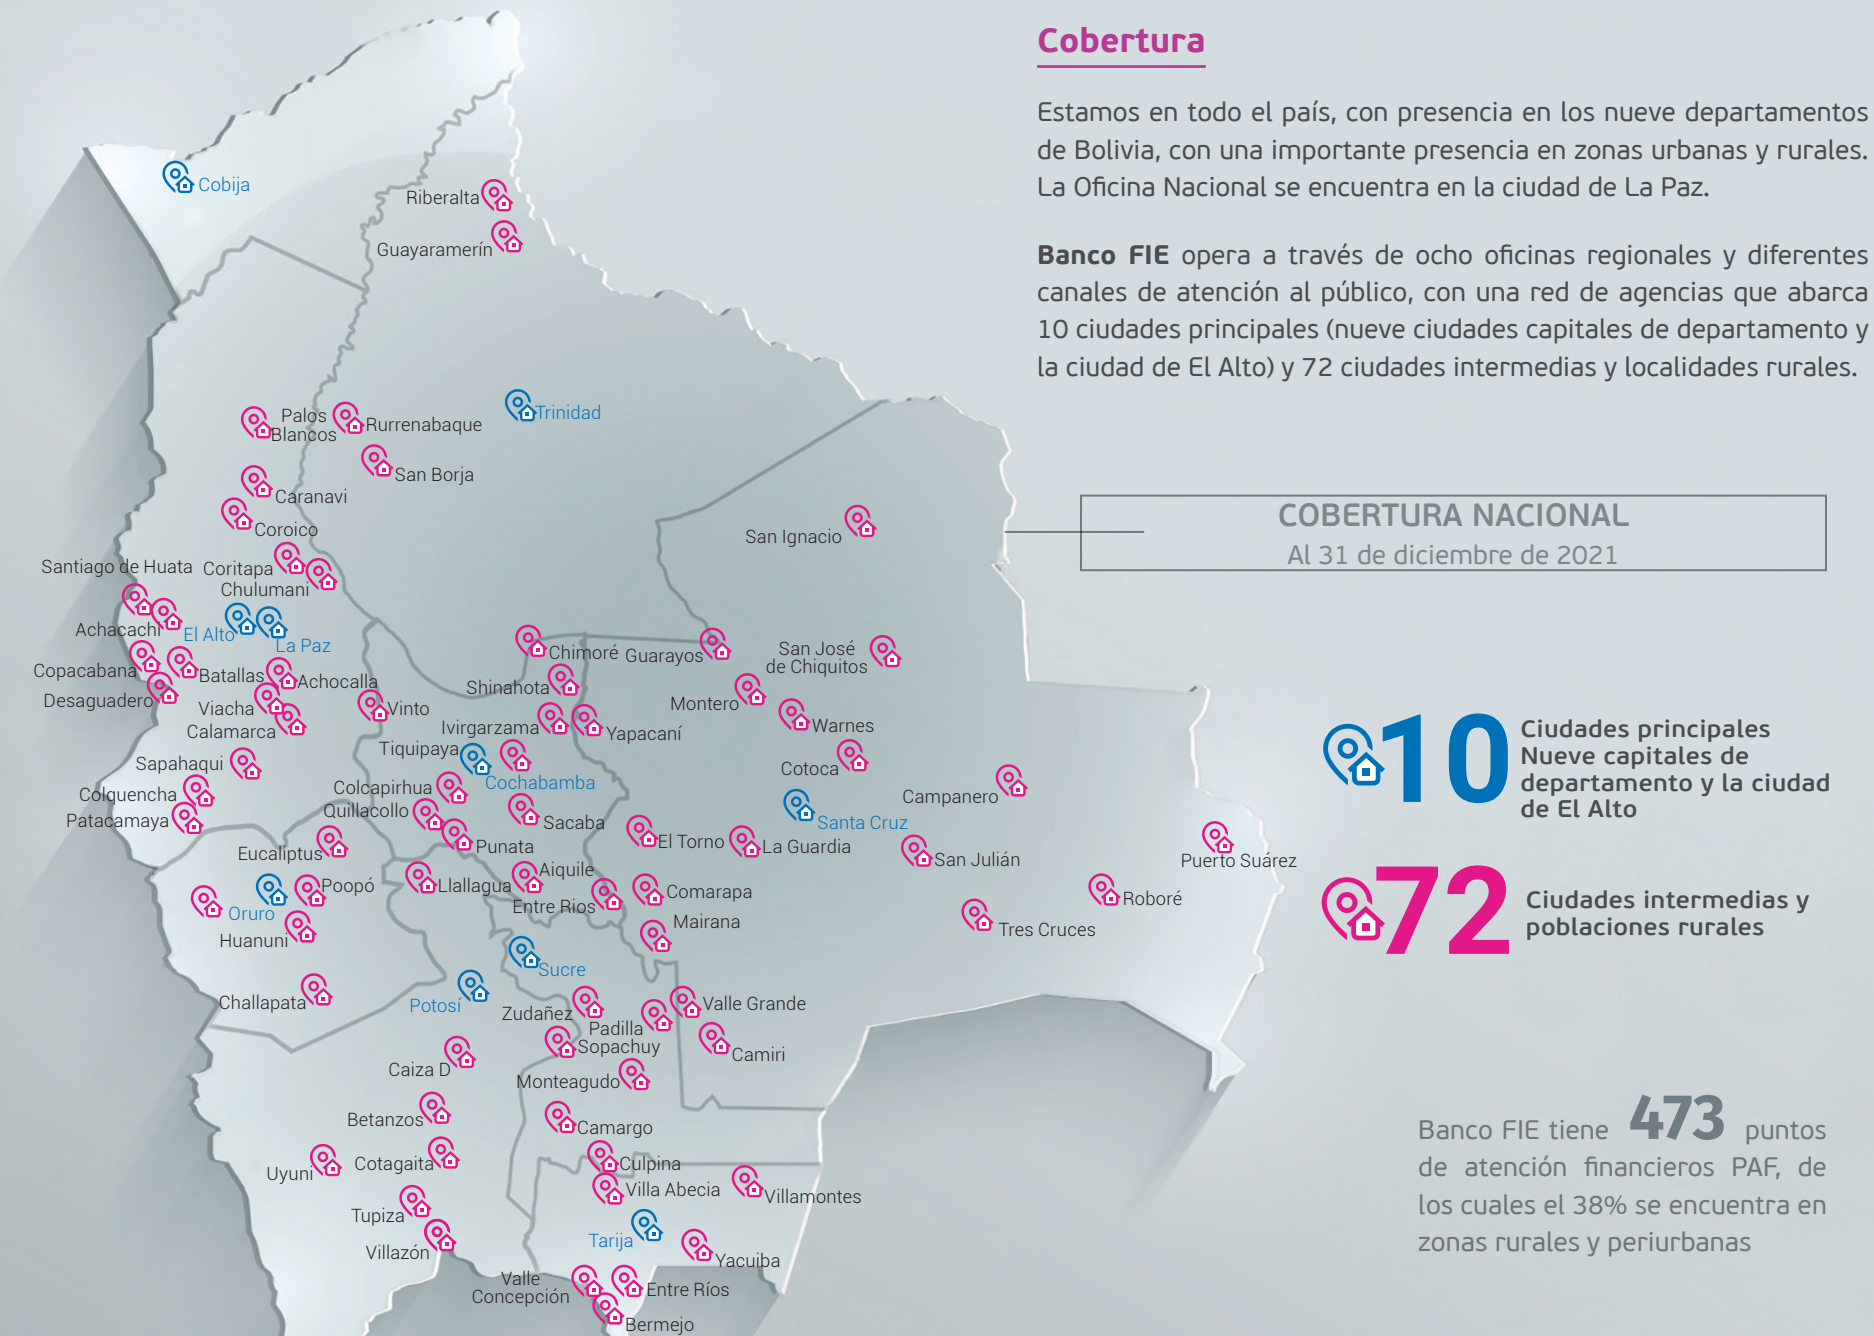 Cobertura
Estamos en todo el país, con presencia en los nueve departamentos
de Bolivia, con una importante presencia en zonas urbanas y rurales.
La Oficina Nacional se encuentra en la ciudad de La Paz.
Banco FIE opera a través de ocho oficinas regionales y diferentes
canales de atención al público, con una red de agencias que abarca
10 ciudades principales (nueve ciudades capitales de departamento y
la ciudad de El Alto) y 72 ciudades intermedias y localidades rurales.
COBERTURA NACIONAL
Al 31 de diciembre de 2021
Cobija
Riberalta
Guayaramerín
Trinidad
Palos
Blancos
Rurrenabaque
San Borja
Caranavi
Coroico
San Ignacio
Santiago de Huata
Coritapa
Chulumani
Achacachi
El Alto
La Paz
Copacabana
Batallas
Achocalla
Desaguadero
Viacha
Calamarca
Vinto
Chimoré
Guarayos
San José
de Chiquitos
Shinahota
Montero
Ivirgarzama
Yapacaní
Warnes
Tiquipaya
Cochabamba
Cotoca
Sapahaqui
Colquencha
Patacamaya
Colcapirhua
Quillacollo
Sacaba
Campanero
Santa Cruz
Punata
El Torno
La Guardia
San Julián
Puerto Suárez
Eucaliptus
Poopó
Llallagua
Aiquile
Entre Rios
Comarapa
Mairana
Roboré
Tres Cruces
Oruro
Huanuni
Sucre
Challapata
Potosí
Zudañez
Padilla
Valle Grande
Sopachuy
Camiri
Caiza D
Monteagudo
Betanzos
Camargo
Uyuni
Cotagaita
Culpina
Villa Abecia
Villamontes
Tupiza
Villazón
Tarija
Yacuiba
Valle
Concepción
Entre Ríos
Bermejo
10
Ciudades principales
Nueve capitales de
departamento y la ciudad
de El Alto
72
Ciudades intermedias y
poblaciones rurales
Banco FIE tiene 473 puntos
de atención financieros PAF, de
los cuales el 38% se encuentra en
zonas rurales y periurbanas